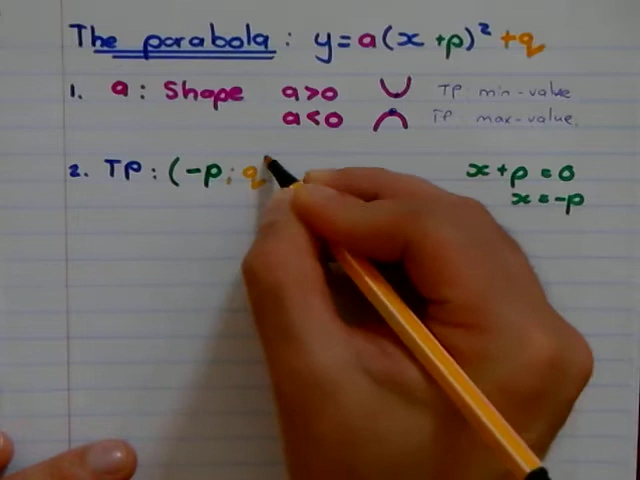 The parabola: y=a(x+p)²+q
1. a: Shape a>0 TP min-value
a<0 TP max-value.
2. TP: (-p; q
x+p=0
x=-p